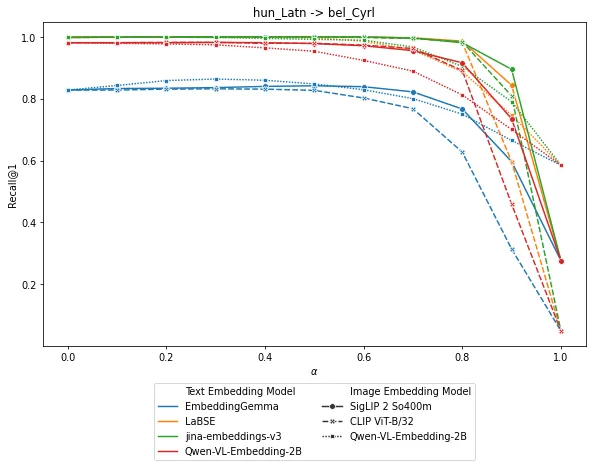 hun_Latn -> bel_Cyrl
Recall@1
1.0
0.8
0.6
0.4
0.2
0.0 0.2 0.4 0.6 0.8 1.0
α
Text Embedding Model Image Embedding Model
EmbeddingGemma SigLIP 2 So400m
LaBSE CLIP ViT-B/32
jina-embeddings-v3 Qwen-VL-Embedding-2B
Qwen-VL-Embedding-2B